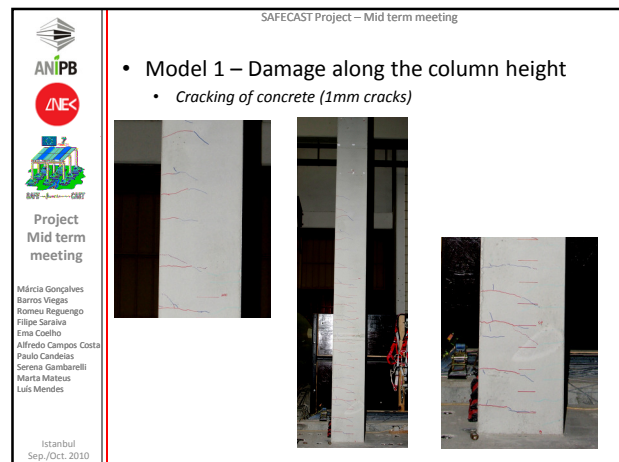 SAFECAST Project – Mid term meeting
ANIPB
• Model 1 – Damage along the column height
• Cracking of concrete (1mm cracks)
Project
Mid term
meeting
Márcia Gonçalves
Barros Viegas
Romeu Reguengo
Filipe Saraiva
Ema Coelho
Alfredo Campos Costa
Paulo Candeias
Serena Gambarelli
Marta Mateus
Luís Mendes
Istanbul
Sep./Oct. 2010